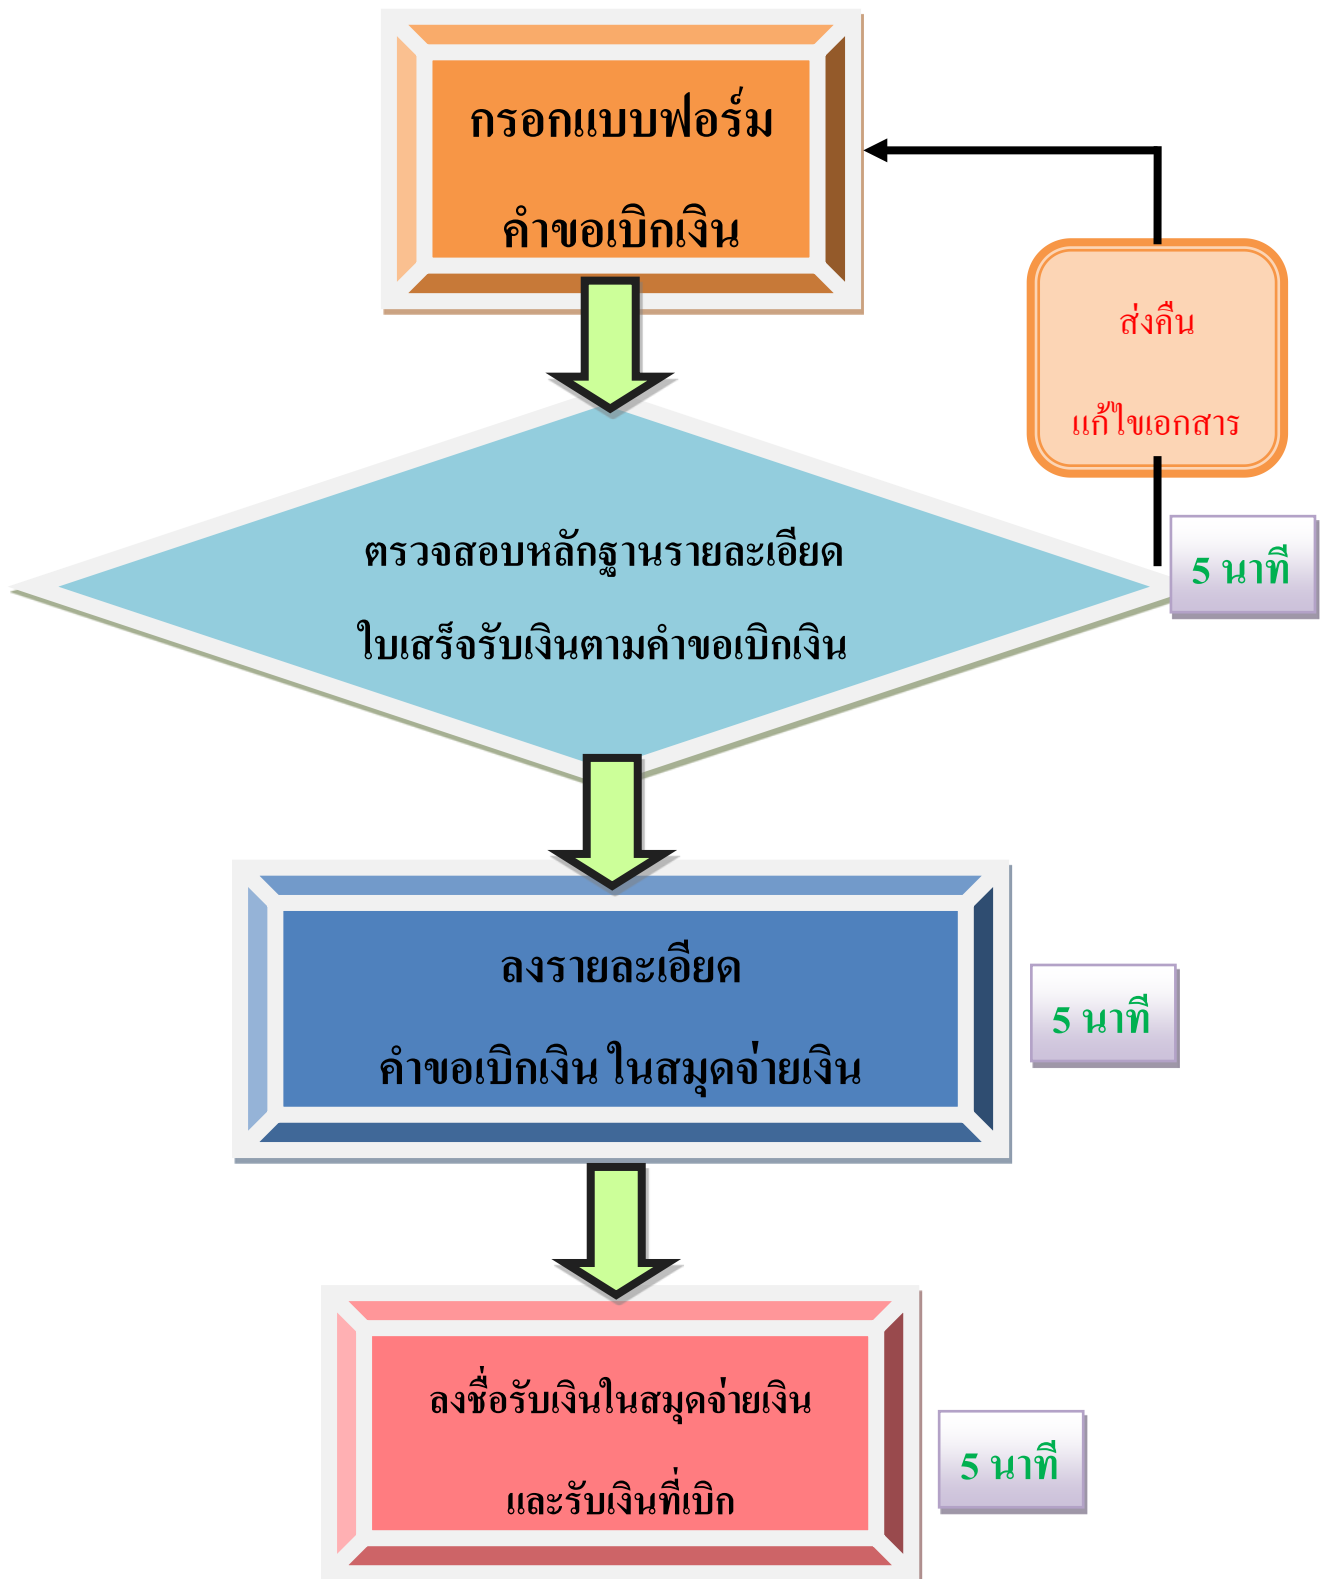 กรอกแบบฟอร์ม
คำขอเบิกเงิน
ส่งคืน
แก้ไขเอกสาร
ตรวจสอบหลักฐานรายละเอียด
ใบเสร็จรับเงินตามคำขอเบิกเงิน
5 นาที
ลงรายละเอียด
คำขอเบิกเงิน ในสมุดจ่ายเงิน
5 นาที
ลงชื่อรับเงินในสมุดจ่ายเงิน
และรับเงินที่เบิก
5 นาที